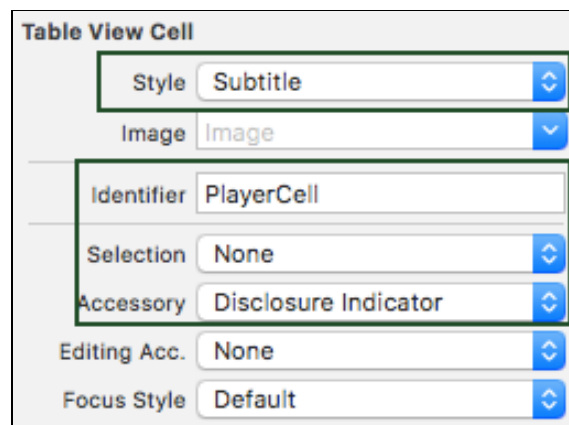 Table View Cell
Style Subtitle
Image Image
Identifier PlayerCell
Selection None
Accessory Disclosure Indicator
Editing Acc. None
Focus Style Default